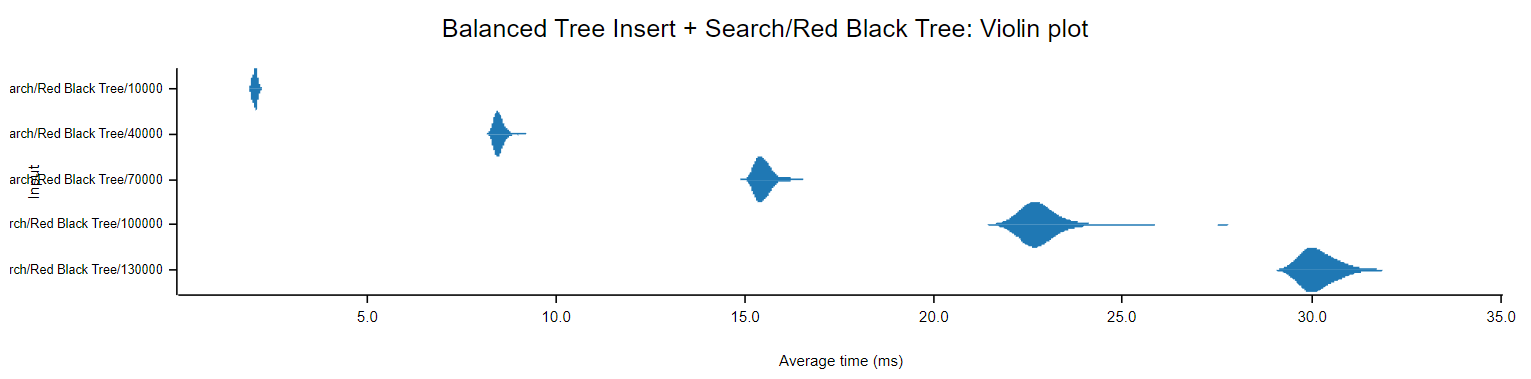 Balanced Tree Insert + Search/Red Black Tree: Violin plot
arch/Red Black Tree/10000
arch/Red Black Tree/40000
arch/Red Black Tree/70000
rch/Red Black Tree/100000
rch/Red Black Tree/130000
Input
5.0
10.0
15.0
20.0
25.0
30.0
35.0
Average time (ms)